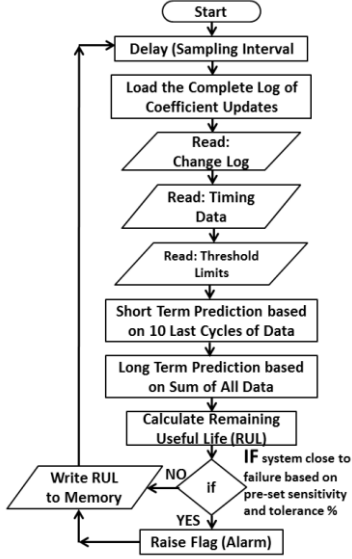 Start
Delay (Sampling Interval
Load the Complete Log of
Coefficient Updates
Read:
Change Log
Read: Timing
Data
Read: Threshold
Limits
Short Term Prediction based
on 10 Last Cycles of Data
Long Term Prediction based
on Sum of All Data
Calculate Remaining
Useful Life (RUL)
IF system close to
failure based on
pre-set sensitivity
and tolerance %
if
NO
Write RUL
to Memory
YES
Raise Flag (Alarm)